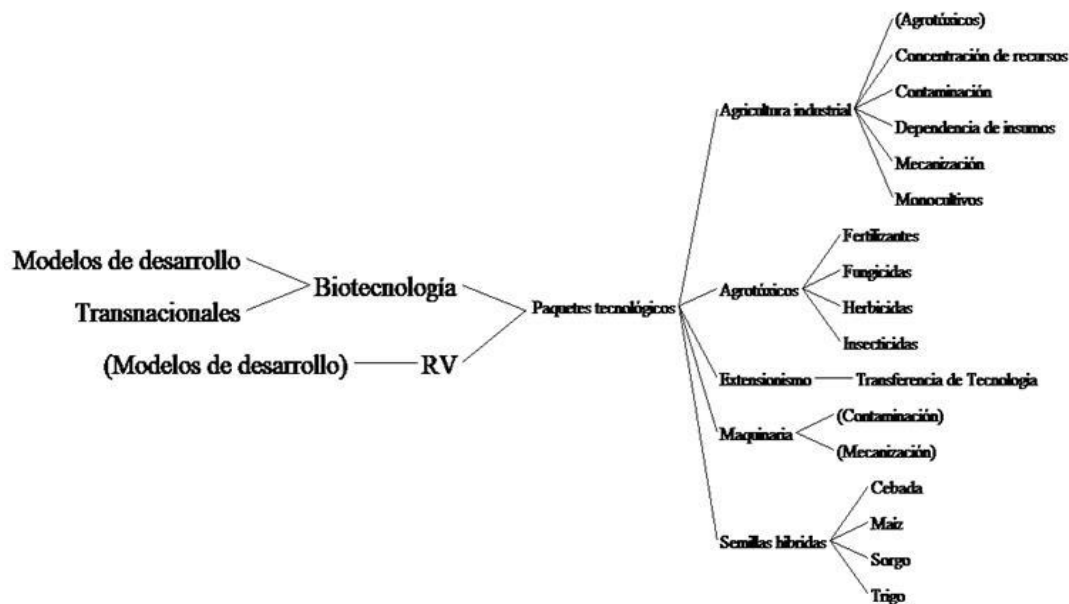 Modelos de desarrollo
Transnacionales
(Modelos de desarrollo)
Biotecnología
RV
Paquetes tecnológicos
Agricultura industrial
(Agrotóxicos)
Concentración de recursos
Contaminación
Dependencia de insumos
Mecanización
Monocultivos
Agrotóxicos
Fertilizantes
Fungicidas
Herbicidas
Insecticidas
Extensionismo
Transferencia de Tecnologia
Maquinaria
(Contaminación)
(Mecanización)
Semillas híbridas
Cebada
Maiz
Sorgo
Trigo